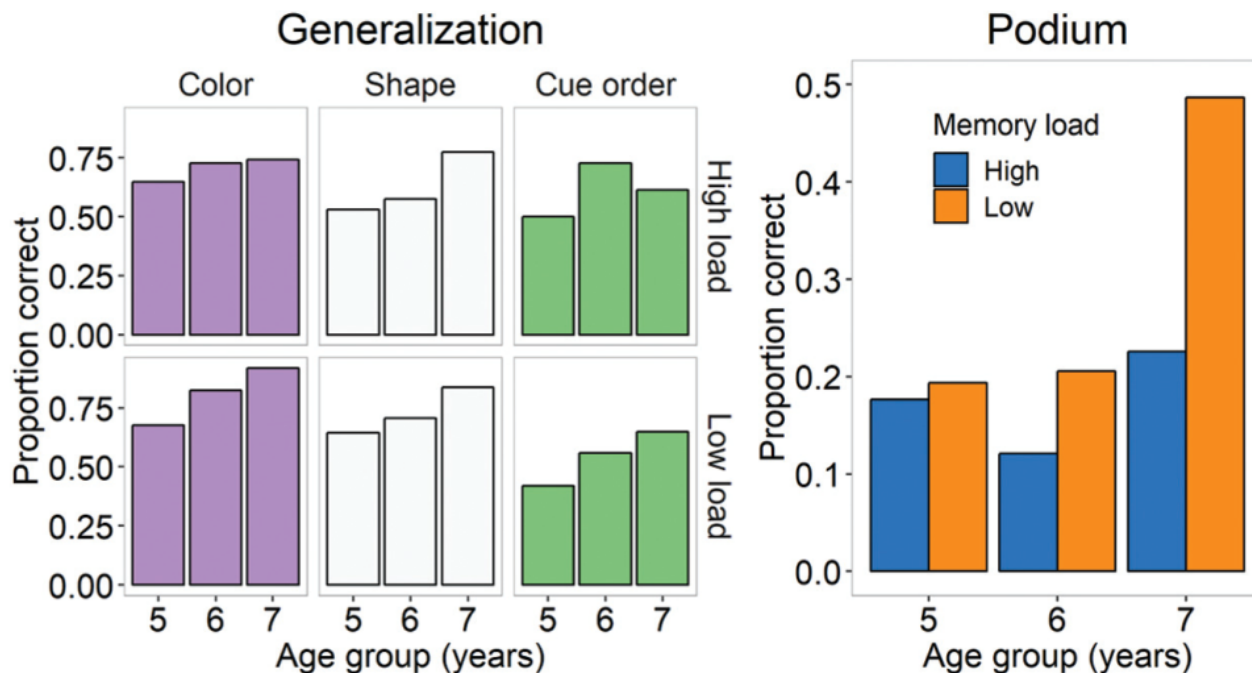 Generalization
Color Shape Cue order
Proportion correct
0.75
0.50
0.25
0.00
High load
Proportion correct
0.75
0.50
0.25
0.00
Low load
5 6 7 5 6 7 5 6 7
Age group (years)
Podium
Proportion correct
0.5
0.4
0.3
0.2
0.1
0.0
Memory load
High
Low
5 6 7
Age group (years)